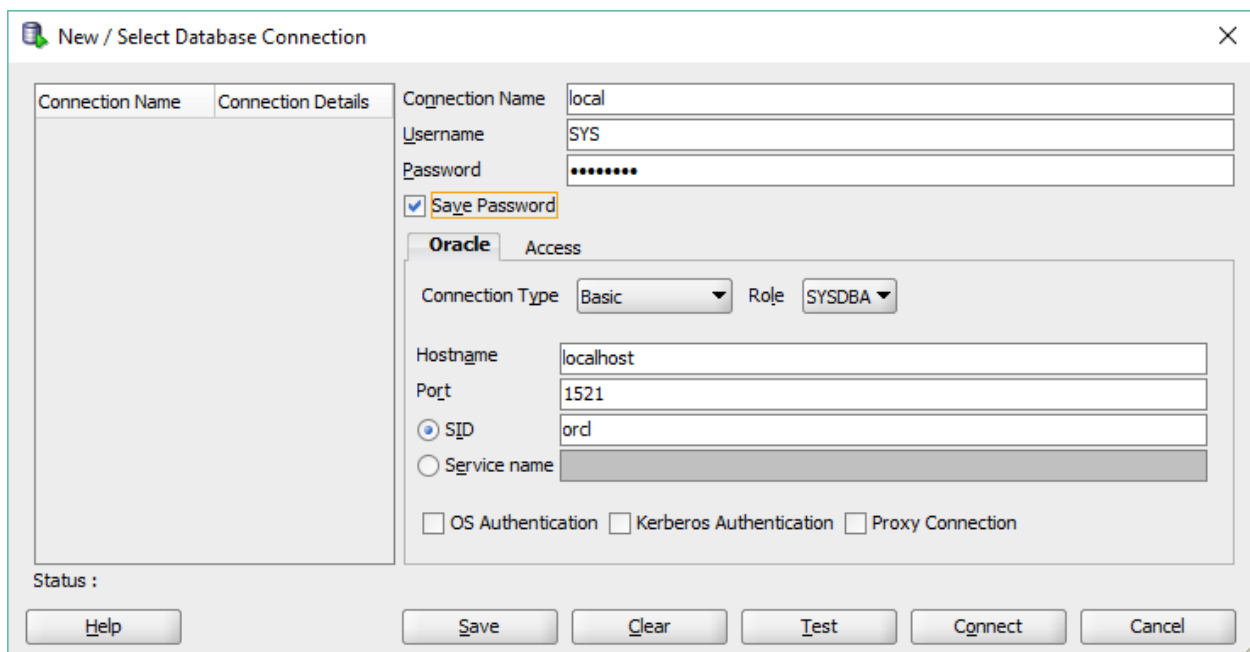 New / Select Database Connection
Connection Name Connection Details
Connection Name local
Username SYS
Password ••••••••
Save Password
Oracle Access
Connection Type Basic Role SYSDBA
Hostname localhost
Port 1521
SID orcl
Service name
OS Authentication Kerberos Authentication Proxy Connection
Status :
Help Save Clear Test Connect Cancel